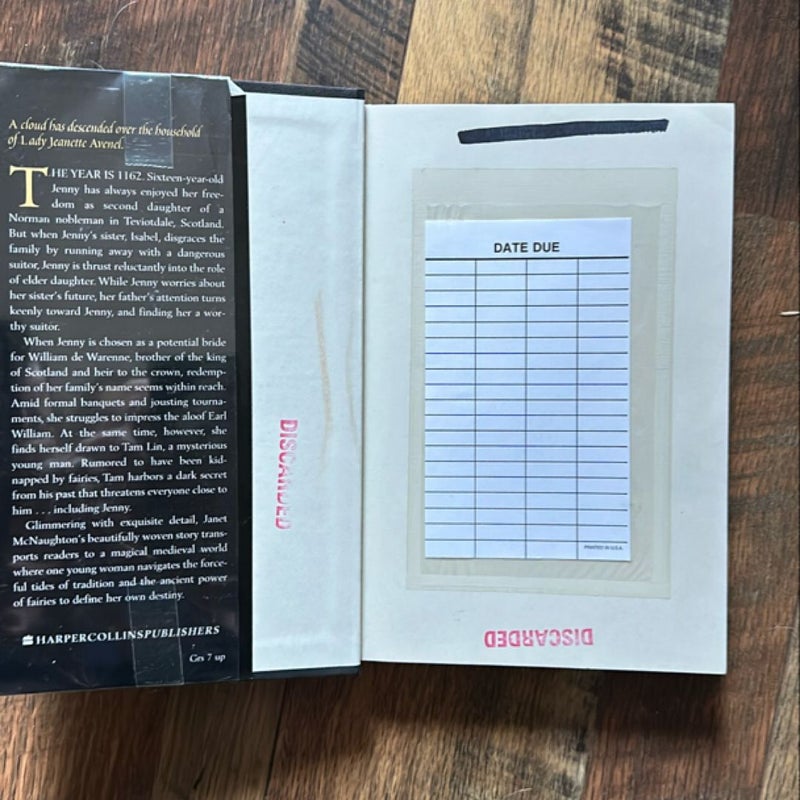 A cloud has descended over the household
of Lady Jeanette Avenel.
THE YEAR IS 1162. Sixteen-year-old
Jenny has always enjoyed her free-
dom as second daughter of a
Norman nobleman in Teviotdale, Scotland.
But when Jenny's sister, Isabel, disgraces the
family by running away with a dangerous
suitor, Jenny is thrust reluctantly into the role
of elder daughter. While Jenny worries about
her sister's future, her father's attention turns
keenly toward Jenny, and finding her a wor-
thy suitor.
When Jenny is chosen as a potential bride
for William de Warenne, brother of the king
of Scotland and heir to the crown, redemp-
tion of her family's name seems within reach.
Amid formal banquets and jousting tourna-
ments, she struggles to impress the aloof Earl
William. At the same time, however, she
finds herself drawn to Tam Lin, a mysterious
young man. Rumored to have been kid-
napped by fairies, Tam harbors a dark secret
from his past that threatens everyone close to
him . . . including Jenny.
Glimmering with exquisite detail, Janet
McNaughton's beautifully woven story trans-
ports readers to a magical medieval world
where one young woman navigates the force-
ful tides of tradition and the ancient power
of fairies to define her own destiny.
HARPERCOLLINSPUBLISHERS
Grs 7 up
DISCARDED
DATE DUE
PRINTED IN U.S.A.
DISCARDED